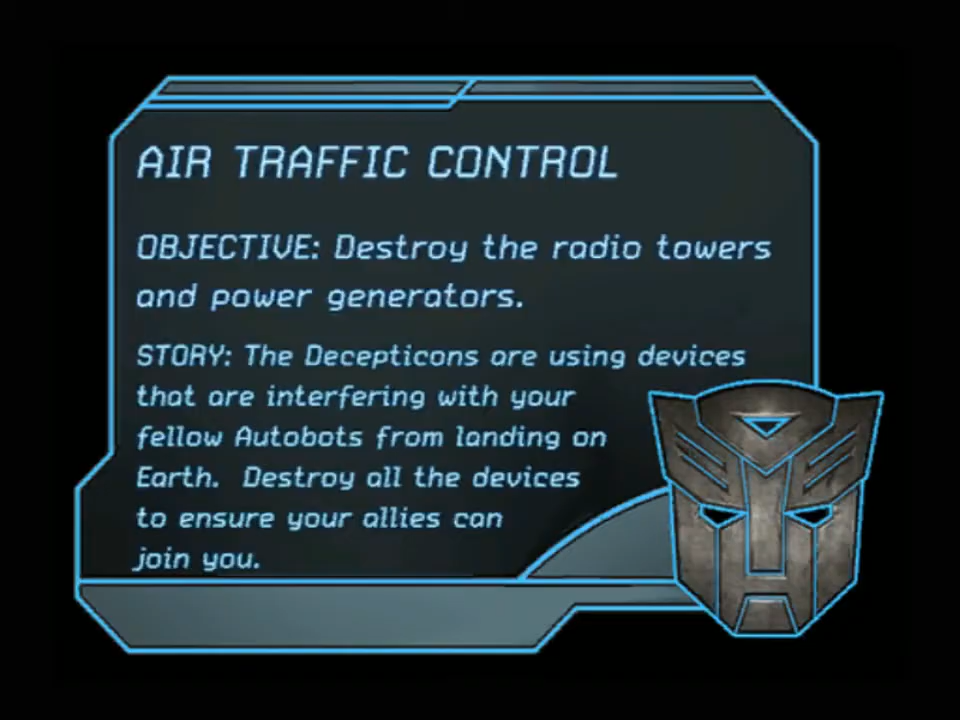 AIR TRAFFIC CONTROL
OBJECTIVE: Destroy the radio towers
and power generators.
STORY: The Decepticons are using devices
that are interfering with your
fellow Autobots from landing on
Earth. Destroy all the devices
to ensure your allies can
join you.